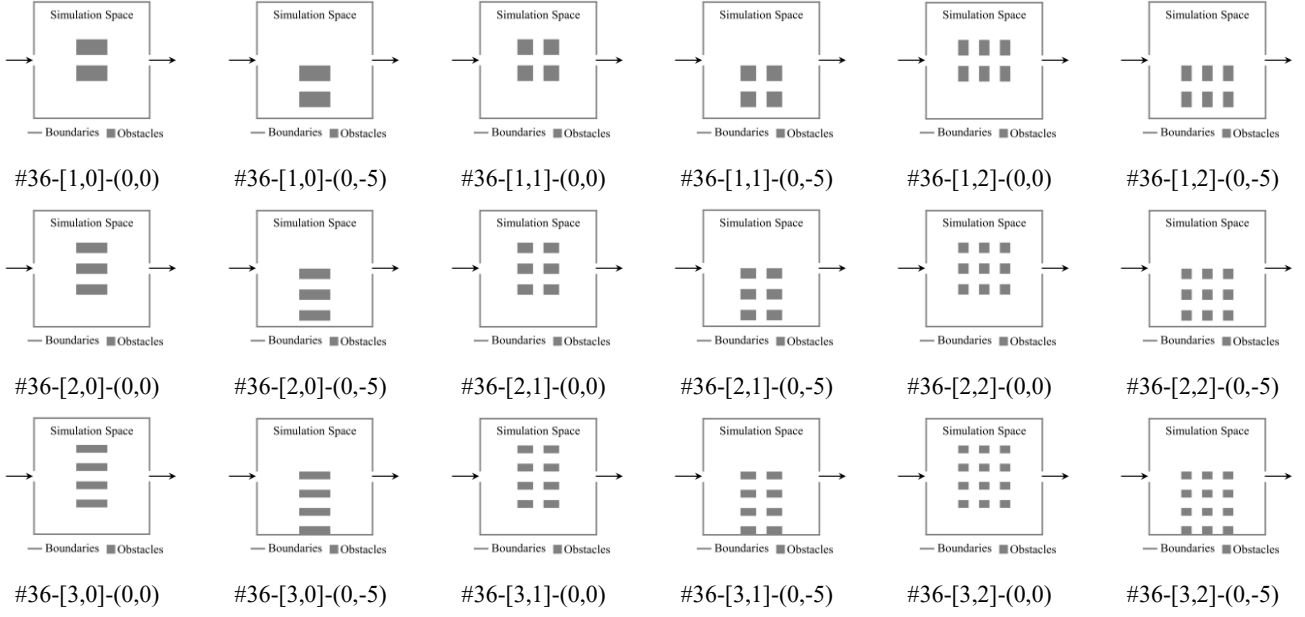 Simulation Space Simulation Space Simulation Space Simulation Space Simulation Space Simulation Space
Boundaries Obstacles Boundaries Obstacles Boundaries Obstacles Boundaries Obstacles Boundaries Obstacles Boundaries Obstacles
#36-[1,0]-(0,0) #36-[1,0]-(0,-5) #36-[1,1]-(0,0) #36-[1,1]-(0,-5) #36-[1,2]-(0,0) #36-[1,2]-(0,-5)
Simulation Space Simulation Space Simulation Space Simulation Space Simulation Space Simulation Space
Boundaries Obstacles Boundaries Obstacles Boundaries Obstacles Boundaries Obstacles Boundaries Obstacles Boundaries Obstacles
#36-[2,0]-(0,0) #36-[2,0]-(0,-5) #36-[2,1]-(0,0) #36-[2,1]-(0,-5) #36-[2,2]-(0,0) #36-[2,2]-(0,-5)
Simulation Space Simulation Space Simulation Space Simulation Space Simulation Space Simulation Space
Boundaries Obstacles Boundaries Obstacles Boundaries Obstacles Boundaries Obstacles Boundaries Obstacles Boundaries Obstacles
#36-[3,0]-(0,0) #36-[3,0]-(0,-5) #36-[3,1]-(0,0) #36-[3,1]-(0,-5) #36-[3,2]-(0,0) #36-[3,2]-(0,-5)